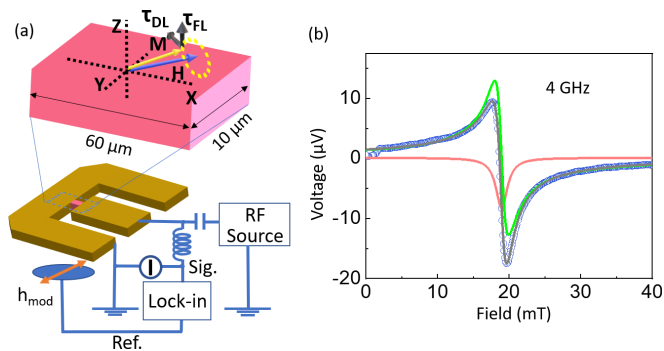 (a)
Z
τDL
τFL
M
H
Y
X
60 µm
10 µm
RF
Source
Sig.
I
Lock-in
hmod
Ref.
(b)
4 GHz
Voltage (µV)
10
0
-10
-20
0
10
20
30
40
Field (mT)